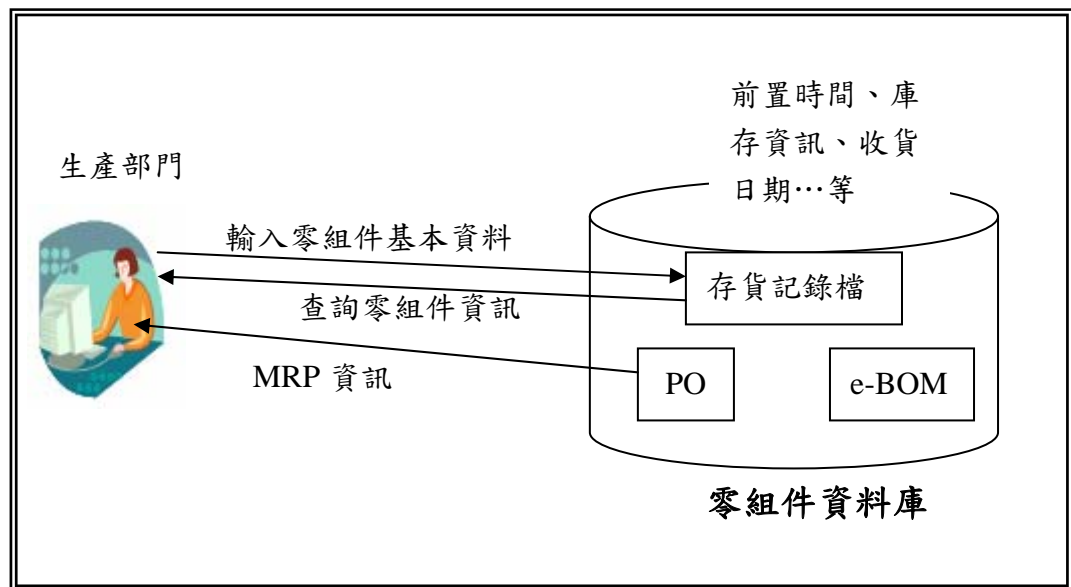 前置時間、庫
存資訊、收貨
日期…等
生產部門
輸入零組件基本資料
存貨記錄檔
查詢零組件資訊
MRP 資訊
PO
e-BOM
零組件資料庫